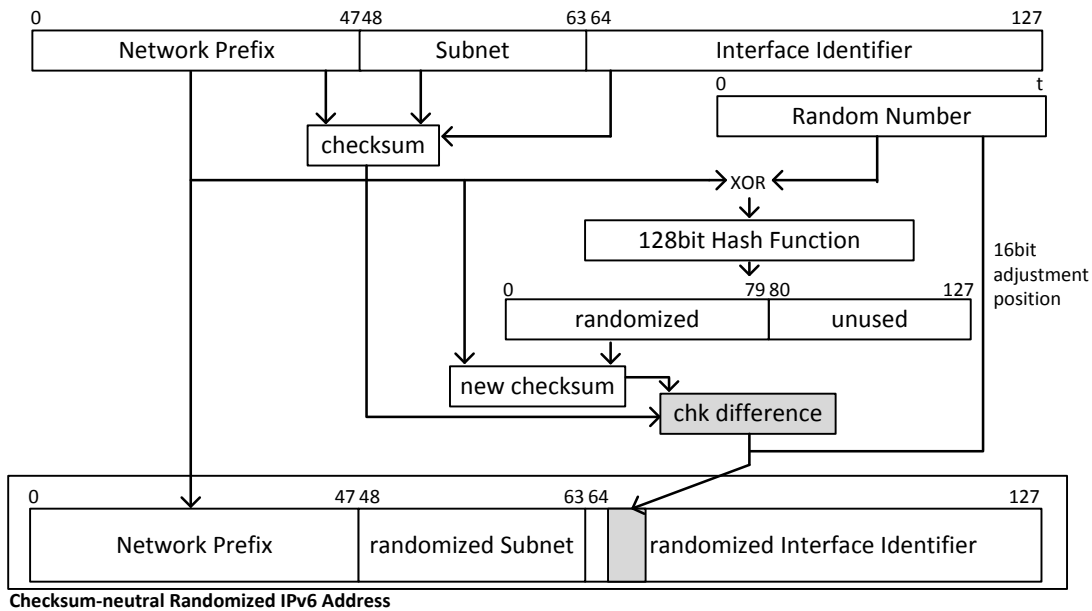 0 47 48 63 64 127
Network Prefix Subnet Interface Identifier
0 t
Random Number
checksum
XOR
128bit Hash Function
16bit
adjustment
position
0 79 80 127
randomized unused
new checksum
chk difference
0 47 48 63 64 127
Network Prefix randomized Subnet randomized Interface Identifier
Checksum-neutral Randomized IPv6 Address